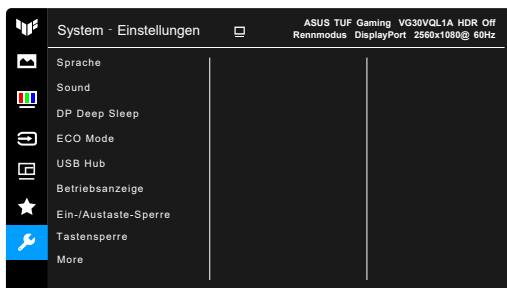 System - Einstellungen
ASUS TUF Gaming VG30VQL1A HDR Off
Rennmodus DisplayPort 2560x1080@ 60Hz
Sprache
Sound
DP Deep Sleep
ECO Mode
USB Hub
Betriebsanzeige
Ein-/Austaste-Sperre
Tastensperre
More